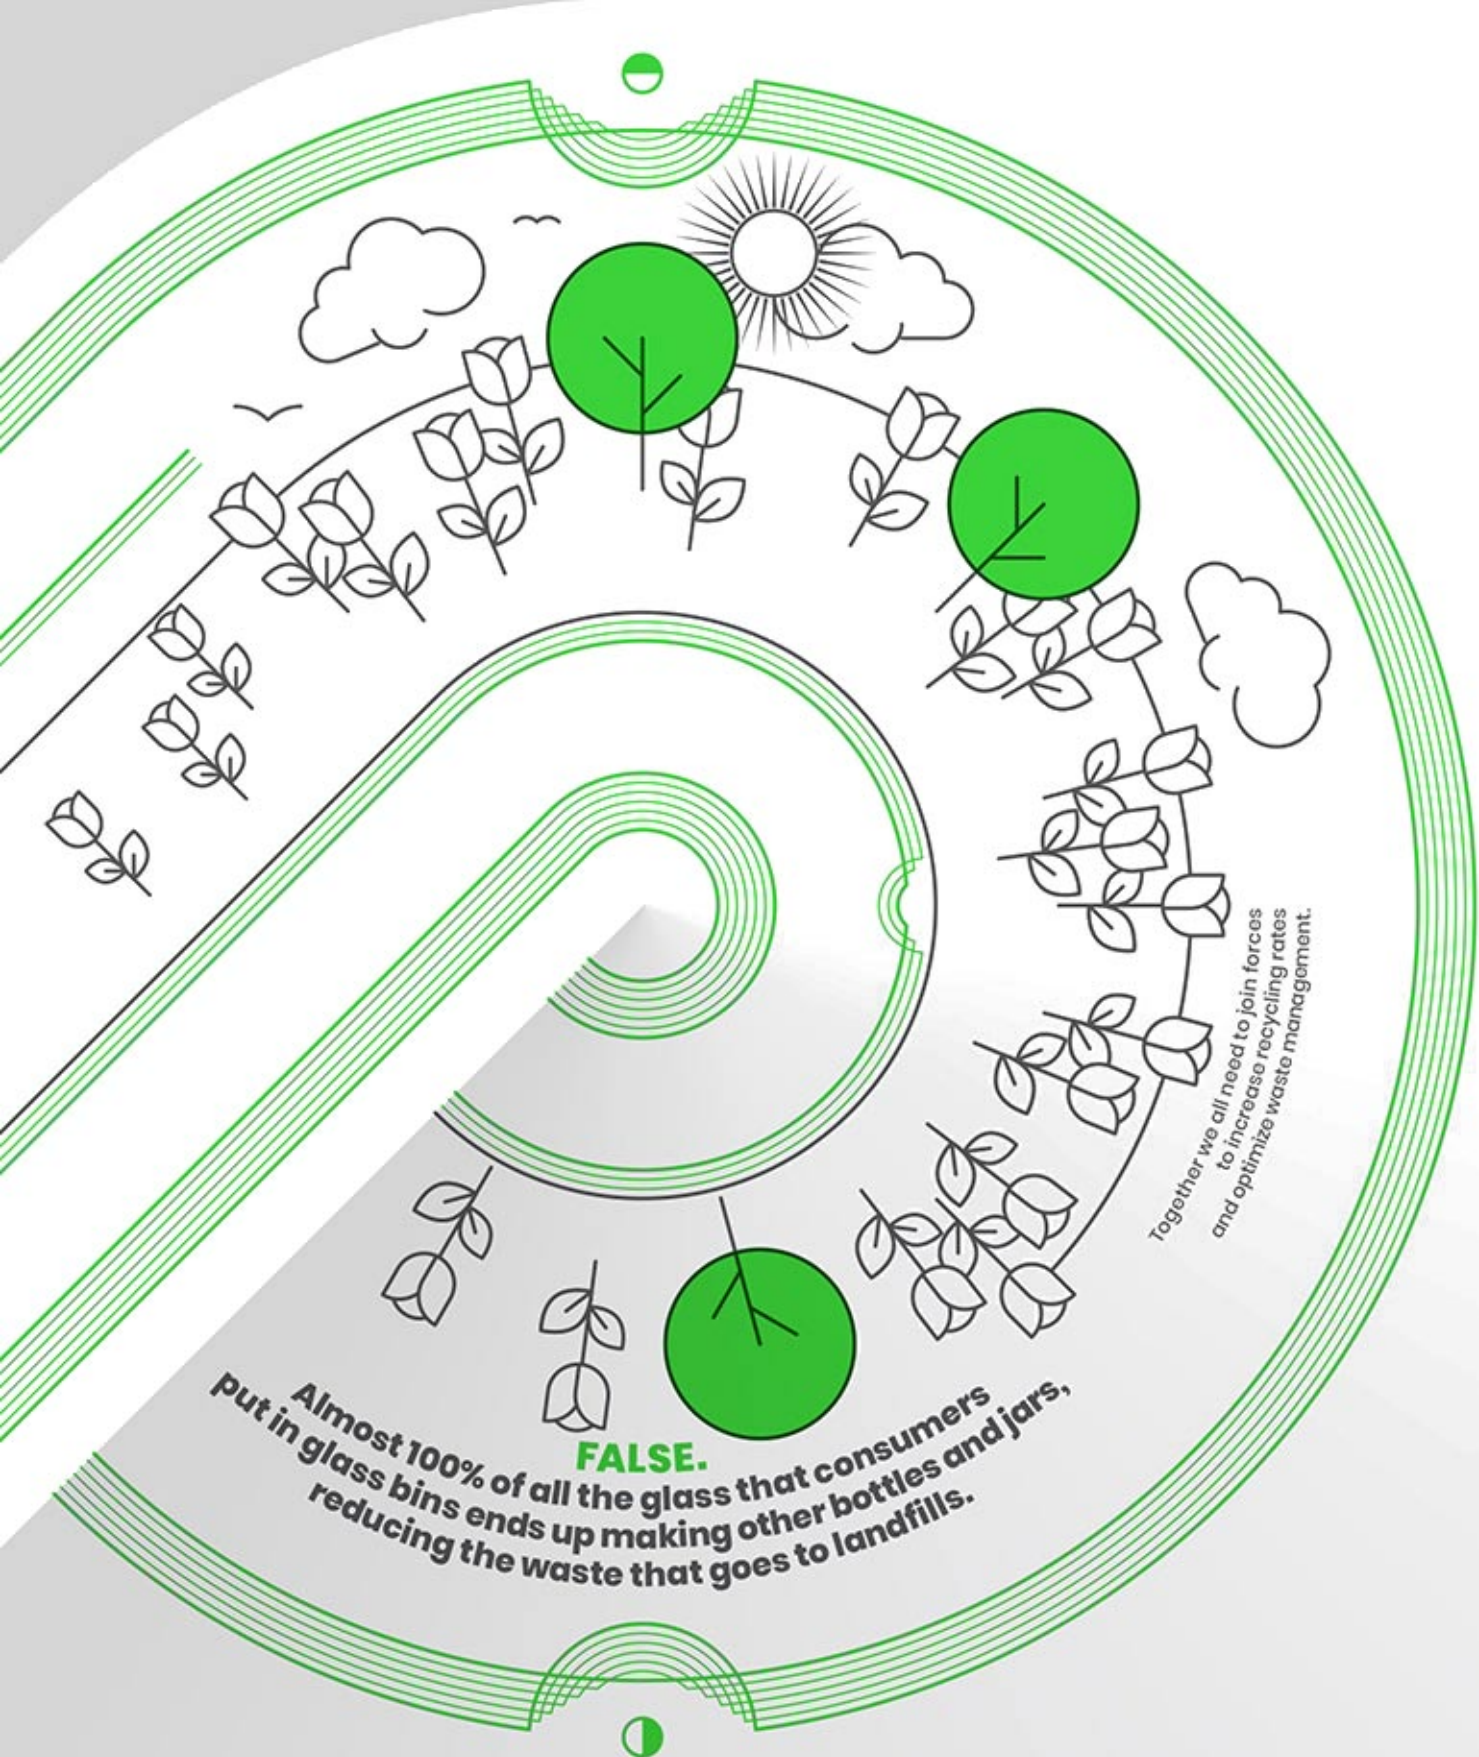 Together we all need to join forces
to increase recycling rates
and optimize waste management.
FALSE.
Almost 100% of all the glass that consumers
put in glass bins ends up making other bottles and jars,
reducing the waste that goes to landfills.